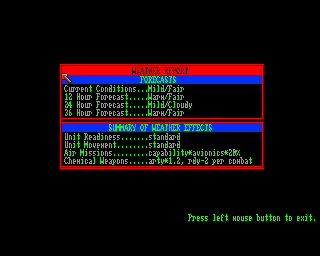 WEATHER REPORT
FORECASTS
Current Conditions...Mild/Fair
12 Hour Forecast.....Warm/Fair
24 Hour Forecast.....Mild/Cloudy
36 Hour Forecast.....Warm/Fair
SUMMARY OF WEATHER EFFECTS
Unit Readiness.......standard
Unit Movement........standard
Air Missions.........capability*avionics*20%
Chemical Weapons.....arty*1.2, rdy-2 per combat
Press left mouse button to exit.